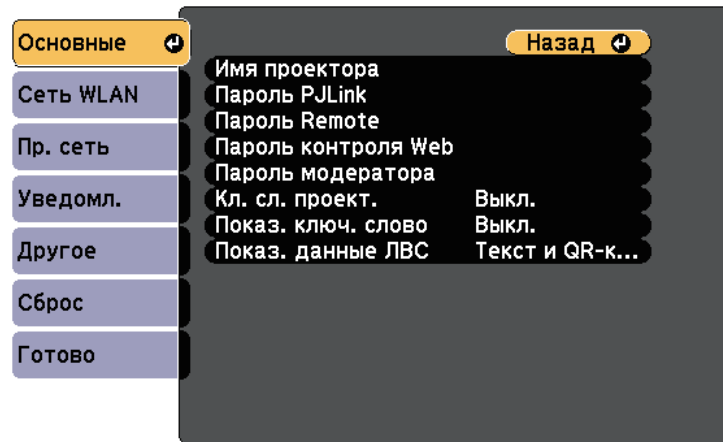 Основные
Сеть WLAN
Пр. сеть
Уведомл.
Другое
Сброс
Готово
Назад
Имя проектора
Пароль PJLink
Пароль Remote
Пароль контроля Web
Пароль модератора
Кл. сл. проект. Выкл.
Показ. ключ. слово Выкл.
Показ. данные ЛВС Текст и QR-к...